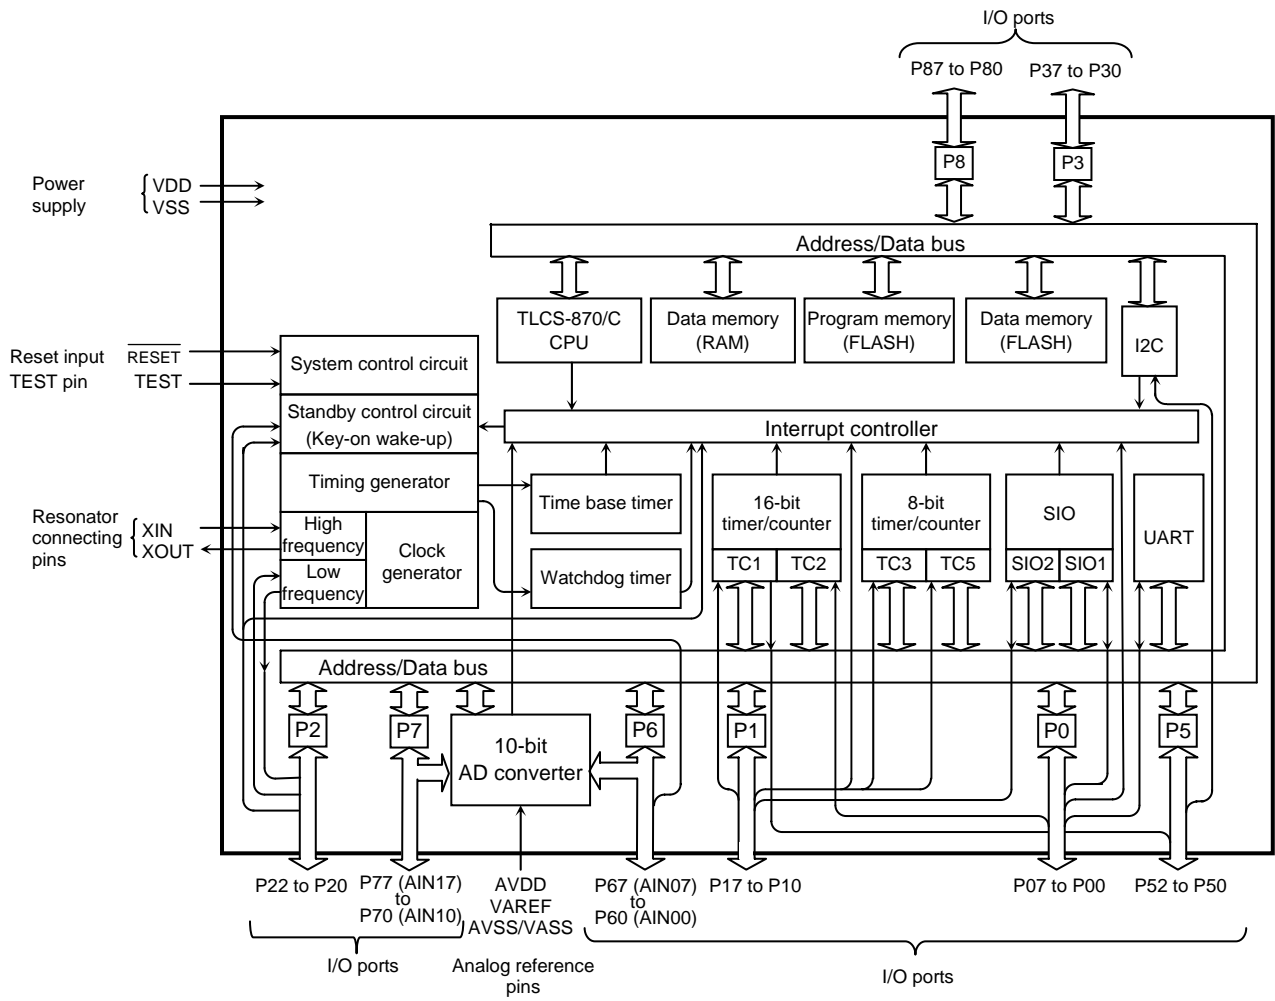 I/O ports
P87 to P80
P37 to P30
P8
P3
Power
supply
VDD
VSS
Address/Data bus
TLCS-870/C
CPU
Data memory
(RAM)
Program memory
(FLASH)
Data memory
(FLASH)
I2C
Reset input
TEST pin
RESET
TEST
System control circuit
Standby control circuit
(Key-on wake-up)
Interrupt controller
Timing generator
Time base timer
16-bit
timer/counter
8-bit
timer/counter
SIO
UART
Resonator
connecting
pins
XIN
XOUT
High
frequency
Clock
generator
Low
frequency
Watchdog timer
TC1
TC2
TC3
TC5
SIO2
SIO1
Address/Data bus
P2
P7
10-bit
AD converter
P6
P1
P0
P5
P22 to P20
P77 (AIN17)
to
P70 (AIN10)
AVDD
VAREF
AVSS/VASS
P67 (AIN07)
to
P60 (AIN00)
P17 to P10
P07 to P00
P52 to P50
I/O ports
Analog reference
pins
I/O ports